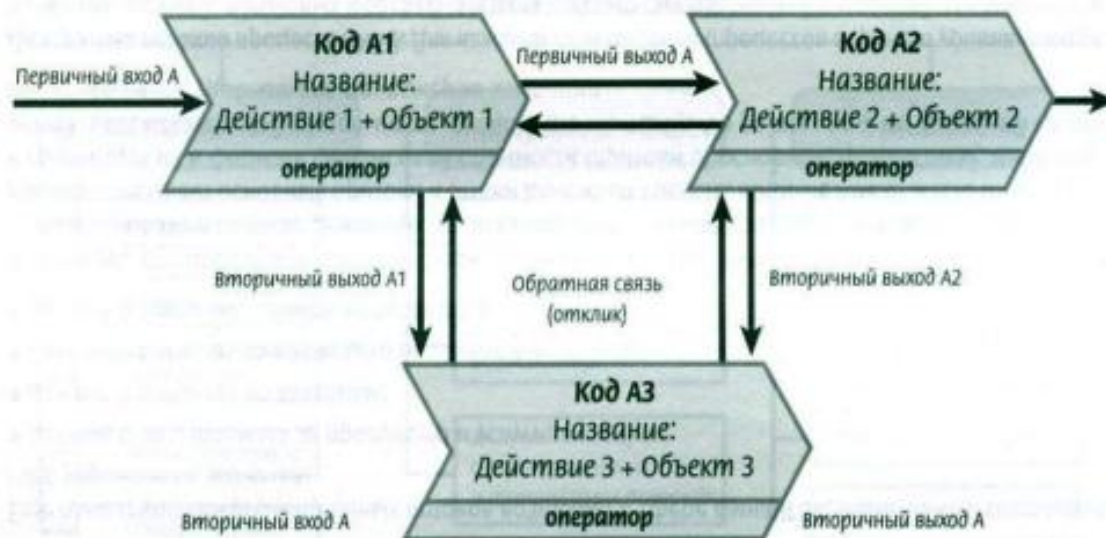 Код А1
Название:
Действие 1 + Объект 1
оператор
Первичный вход А
Первичный выход А
Код А2
Название:
Действие 2 + Объект 2
оператор
Вторичный выход А1
Обратная связь
(отклик)
Вторичный выход А2
Код А3
Название:
Действие 3 + Объект 3
оператор
Вторичный вход А
Вторичный выход А